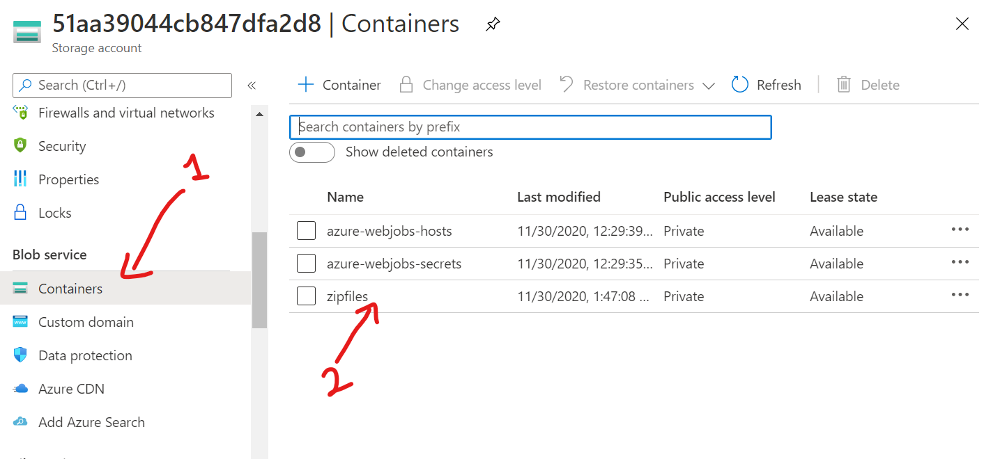 51aa39044cb847dfa2d8 | Containers
Storage account
Search (Ctrl+/)
«
Firewalls and virtual networks
Security
Properties
Locks
Blob service
Containers
Custom domain
Data protection
Azure CDN
Add Azure Search
1
Container Change access level Restore containers Refresh Delete
Search containers by prefix
Show deleted containers
Name Last modified Public access level Lease state
azure-webjobs-hosts 11/30/2020, 12:29:39... Private Available ...
azure-webjobs-secrets 11/30/2020, 12:29:35... Private Available ...
zipfiles 11/30/2020, 1:47:08 ... Private Available ...
2